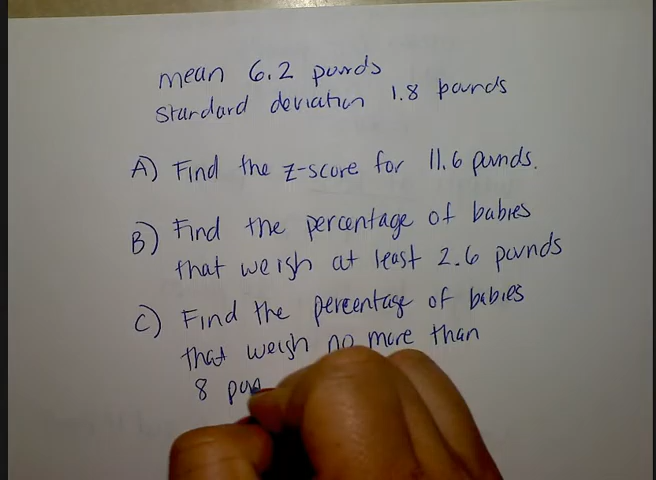 mean 6.2 pounds
standard deviation 1.8 pounds
A) Find the z-score for 11.6 pounds.
B) Find the percentage of babies
that weigh at least 2.6 pounds
C) Find the percentage of babies
that weigh no more than
8 poun